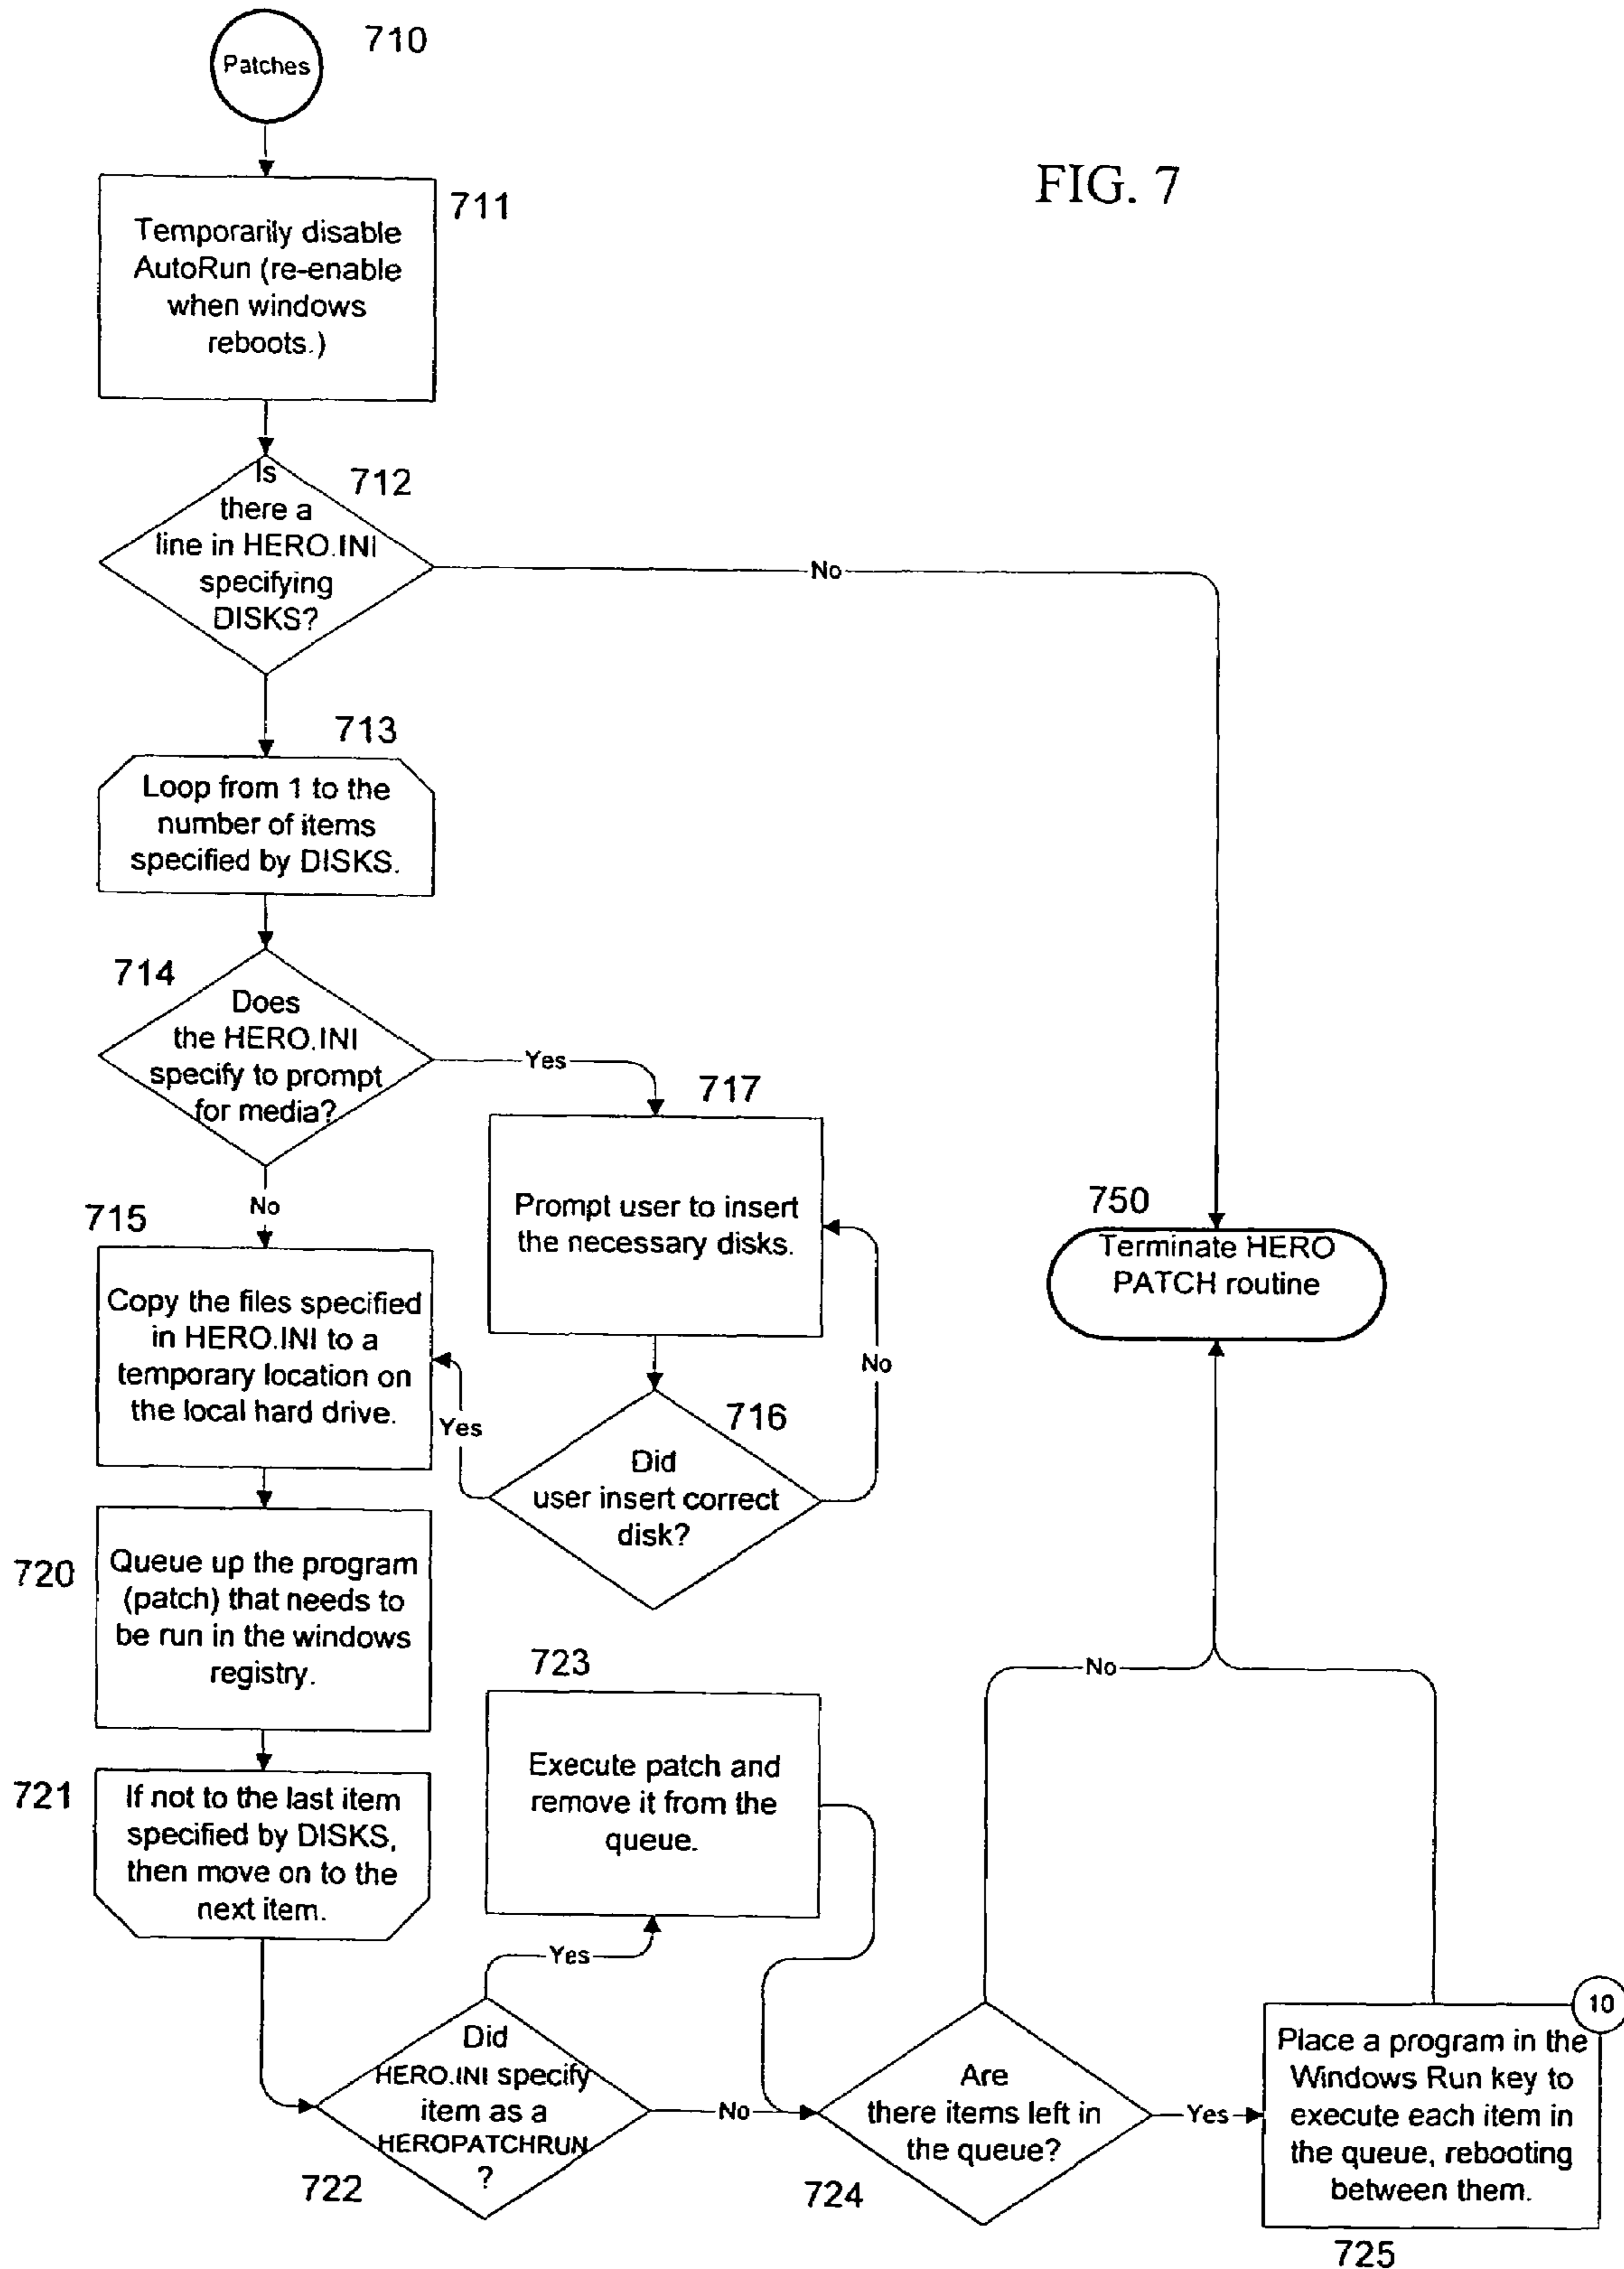 710
Patches
FIG. 7
711
Temporarily disable
AutoRun (re-enable
when windows
reboots.)
712
Is
there a
line in HERO.INI
specifying
DISKS?
No
713
Loop from 1 to the
number of items
specified by DISKS.
714
Does
the HERO.INI
specify to prompt
for media?
Yes
No
717
Prompt user to insert
the necessary disks.
715
Copy the files specified
in HERO.INI to a
temporary location on
the local hard drive.
Yes
No
716
Did
user insert correct
disk?
750
Terminate HERO
PATCH routine
720
Queue up the program
(patch) that needs to
be run in the windows
registry.
721
If not to the last item
specified by DISKS,
then move on to the
next item.
723
Execute patch and
remove it from the
queue.
Yes
722
Did
HERO.INI specify
item as a
HEROPATCHRUN
?
No
724
Are
there items left in
the queue?
No
Yes
10
Place a program in the
Windows Run key to
execute each item in
the queue, rebooting
between them.
725